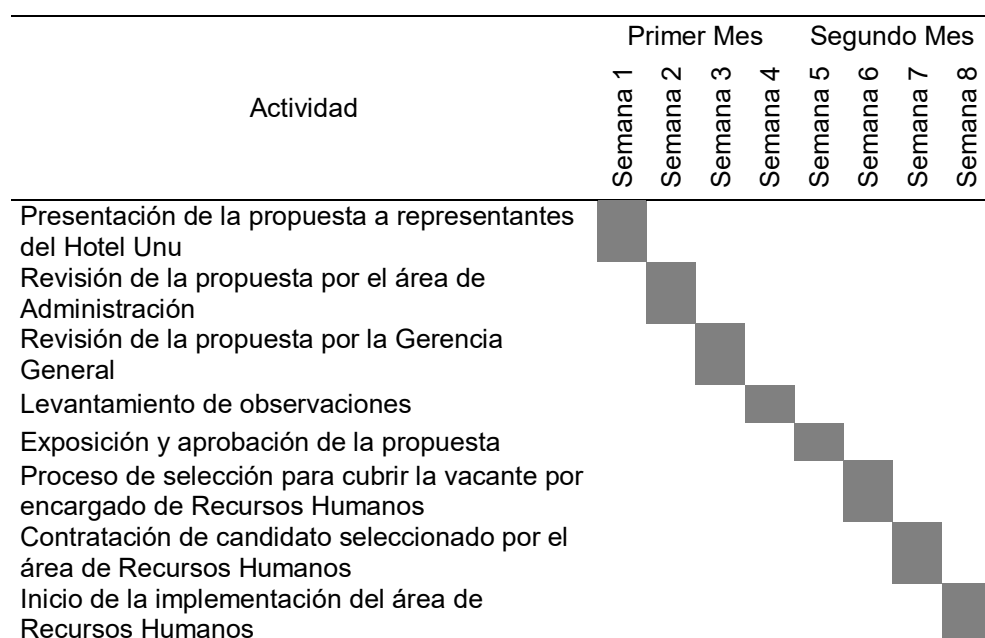 Primer Mes Segundo Mes
Actividad
Semana 1
Semana 2
Semana 3
Semana 4
Semana 5
Semana 6
Semana 7
Semana 8
Presentación de la propuesta a representantes
del Hotel Unu
Revisión de la propuesta por el área de
Administración
Revisión de la propuesta por la Gerencia
General
Levantamiento de observaciones
Exposición y aprobación de la propuesta
Proceso de selección para cubrir la vacante por
encargado de Recursos Humanos
Contratación de candidato seleccionado por el
área de Recursos Humanos
Inicio de la implementación del área de
Recursos Humanos